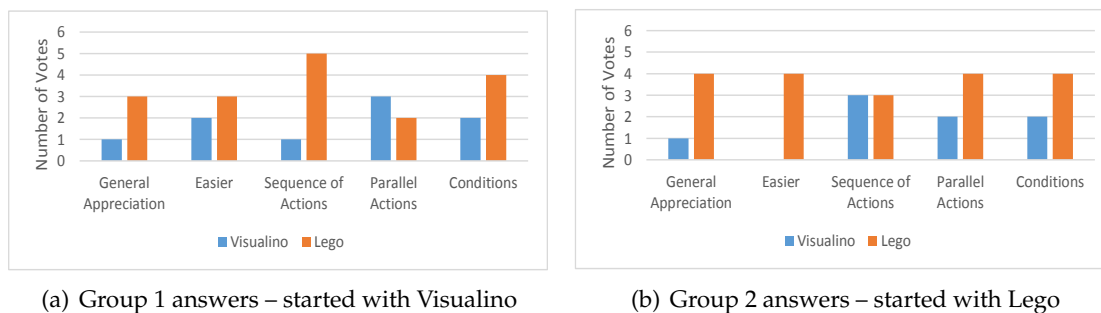 6
5
4
3
2
1
0
Number of Votes
General
Appreciation
Easier
Sequence of
Actions
Parallel
Actions
Conditions
Visualino Lego
(a) Group 1 answers – started with Visualino
6
5
4
3
2
1
0
Number of Votes
General
Appreciation
Easier
Sequence of
Actions
Parallel
Actions
Conditions
Visualino Lego
(b) Group 2 answers – started with Lego